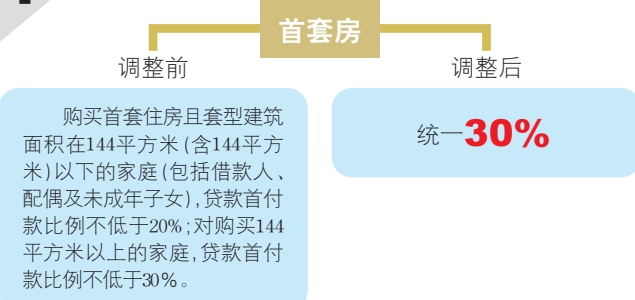 首套房
调整前
购买首套住房且套型建筑
面积在144平方米(含144平方
米)以下的家庭(包括借款人、
配偶及未成年子女),贷款首付
款比例不低于20%;对购买144
平方米以上的家庭,贷款首付
款比例不低于30%。
调整后
统一30%